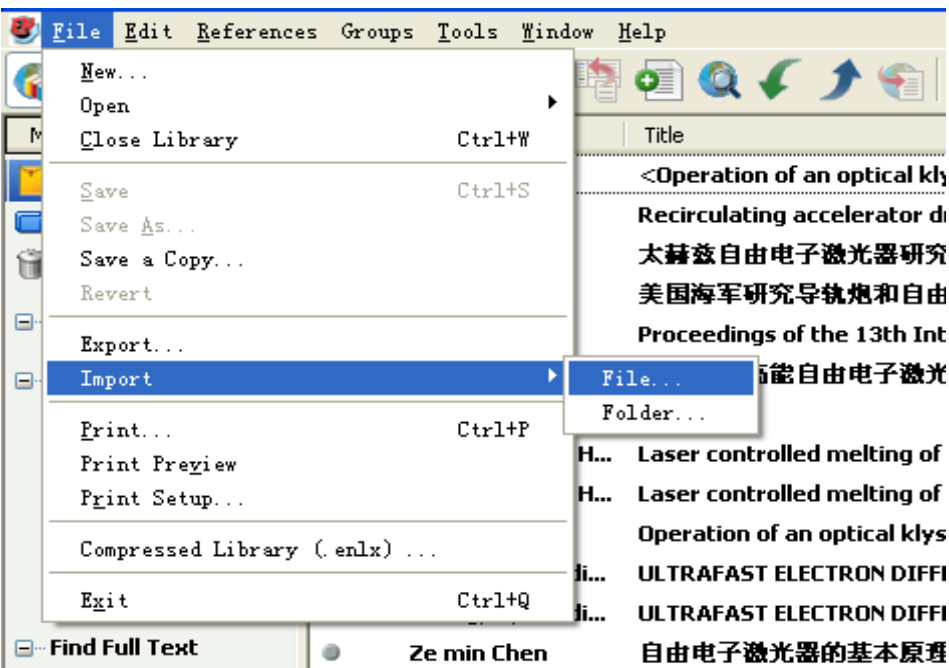 File Edit References Groups Tools Window Help
New...
Open
Close Library Ctrl+W
Title
Save Ctrl+S
<Operation of an optical kly
Save As...
Recirculating accelerator
Save a Copy...
太赫兹自由电子激光器研究
Revert
美国海军研究导轨炮和自由
Export...
Proceedings of the 13th Int
Import
File...
高能自由电子激光
Folder...
Print... Ctrl+P
Print Preview
H... Laser controlled melting of
Print Setup...
H... Laser controlled melting of
Compressed Library (.enlx) ...
Operation of an optical klys
di... ULTRAFAST ELECTRON DIFF
Exit Ctrl+Q
di... ULTRAFAST ELECTRON DIFF
Find Full Text
Ze min Chen 自由电子激光器的基本原理